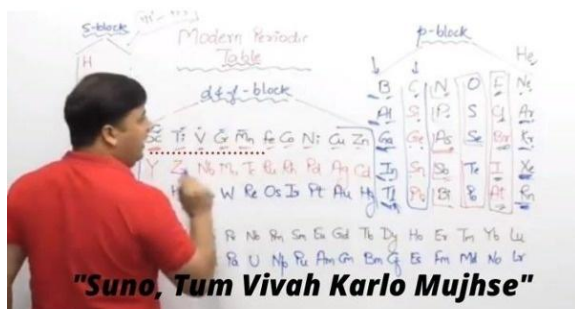 S-block
p-block
Modern Periodic
Table
H
He
d & f - block
B C N O F Ne
Al Si P S Cl Ar
Sc Ti V Cr Mn Fe Co Ni Cu Zn Ga Ge As Se Br Kr
Y Zr Nb Mo Tc Ru Rh Pd Ag Cd In Sn Sb Te I Xe
W Re Os Ir Pt Au Hg Tl Pb Bi Po At Rn
Pr Nd Pm Sm Eu Gd Tb Dy Ho Er Tm Yb Lu
Pa U Np Pu Am Cm Bm Cf Es Fm Md No Lr
"Suno, Tum Vivah Karlo Mujhse"